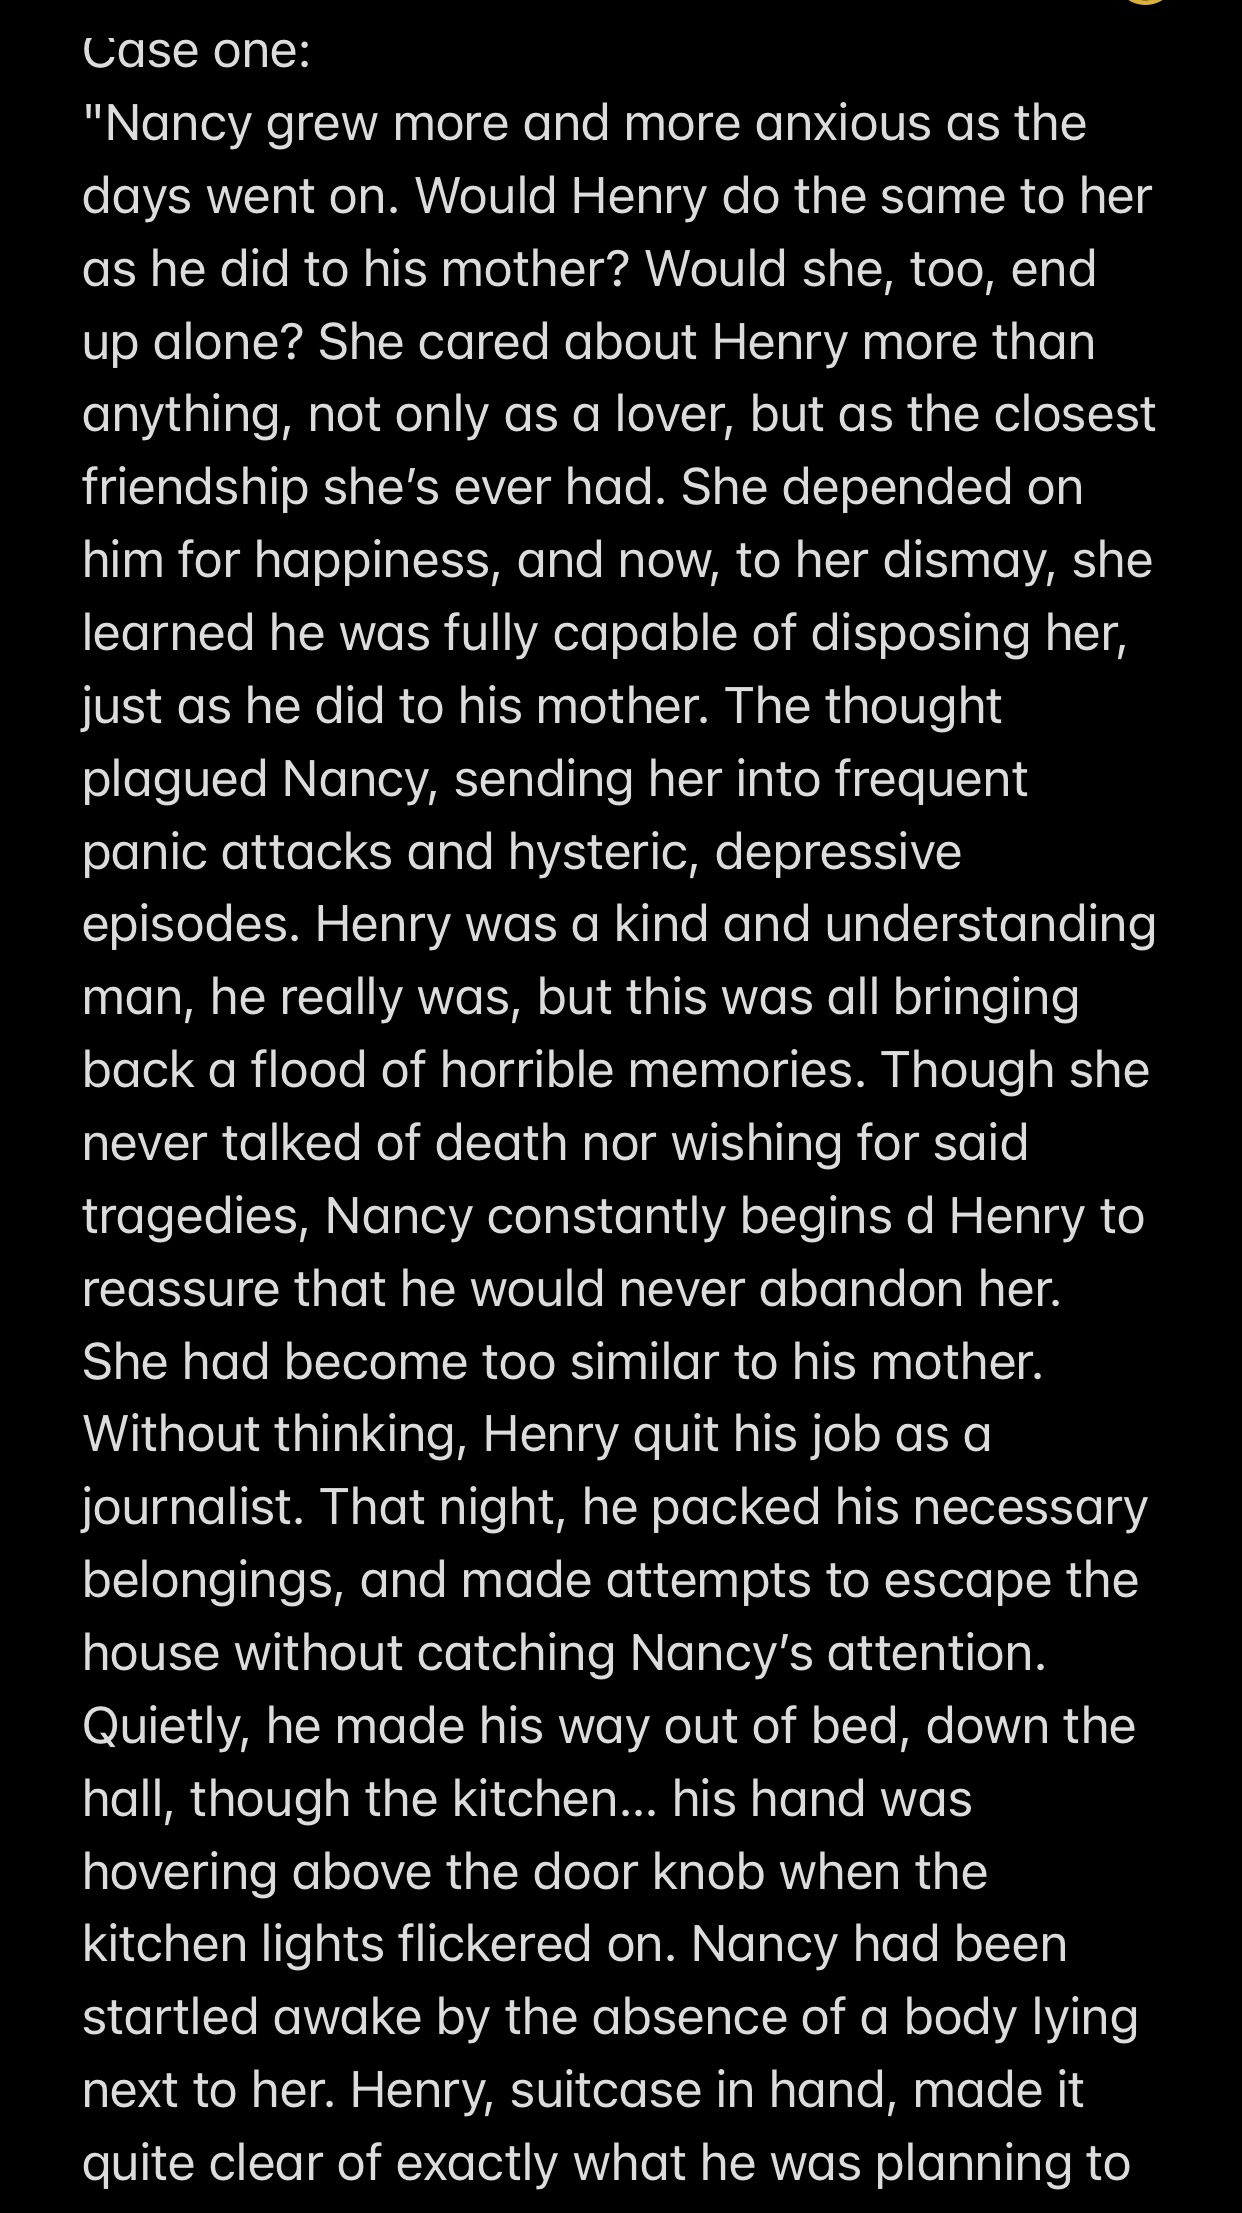 Case one:
"Nancy grew more and more anxious as the
days went on. Would Henry do the same to her
as he did to his mother? Would she, too, end
up alone? She cared about Henry more than
anything, not only as a lover, but as the closest
friendship she’s ever had. She depended on
him for happiness, and now, to her dismay, she
learned he was fully capable of disposing her,
just as he did to his mother. The thought
plagued Nancy, sending her into frequent
panic attacks and hysteric, depressive
episodes. Henry was a kind and understanding
man, he really was, but this was all bringing
back a flood of horrible memories. Though she
never talked of death nor wishing for said
tragedies, Nancy constantly begins d Henry to
reassure that he would never abandon her.
She had become too similar to his mother.
Without thinking, Henry quit his job as a
journalist. That night, he packed his necessary
belongings, and made attempts to escape the
house without catching Nancy’s attention.
Quietly, he made his way out of bed, down the
hall, though the kitchen... his hand was
hovering above the door knob when the
kitchen lights flickered on. Nancy had been
startled awake by the absence of a body lying
next to her. Henry, suitcase in hand, made it
quite clear of exactly what he was planning to